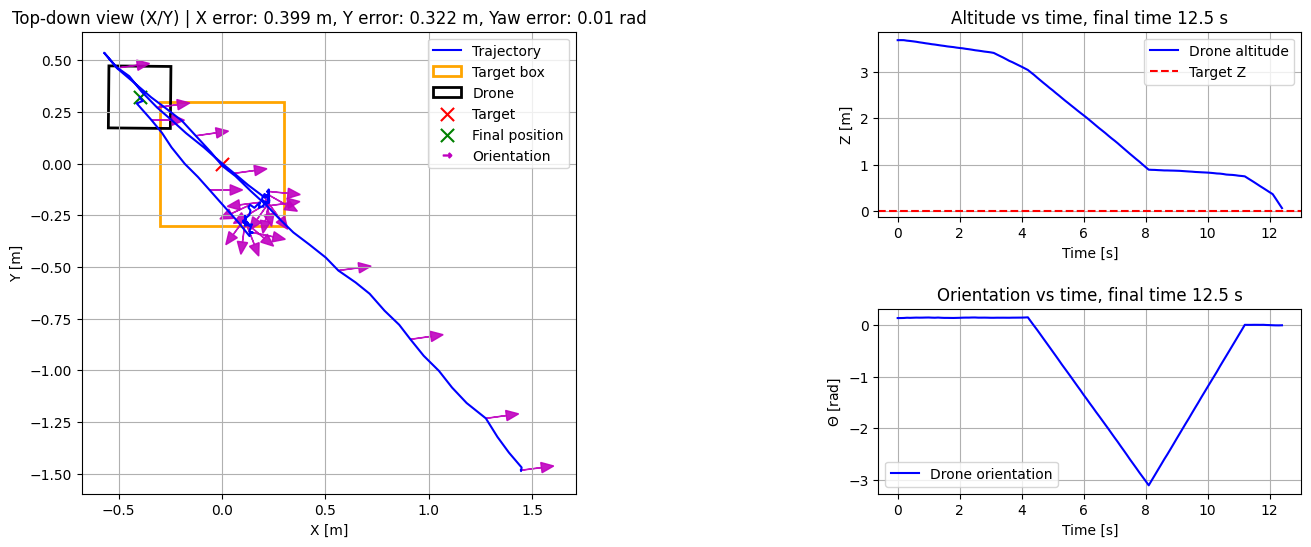 Top-down view (X/Y) | X error: 0.399 m, Y error: 0.322 m, Yaw error: 0.01 rad
Y [m]
0.50
0.25
0.00
−0.25
−0.50
−0.75
−1.00
−1.25
−1.50
Trajectory
Target box
Drone
Target
Final position
Orientation
−0.5
0.0
0.5
1.0
1.5
X [m]
Altitude vs time, final time 12.5 s
Z [m]
3
2
1
0
Drone altitude
Target Z
0
2
4
6
8
10
12
Time [s]
Orientation vs time, final time 12.5 s
Θ [rad]
0
−1
−2
−3
Drone orientation
0
2
4
6
8
10
12
Time [s]